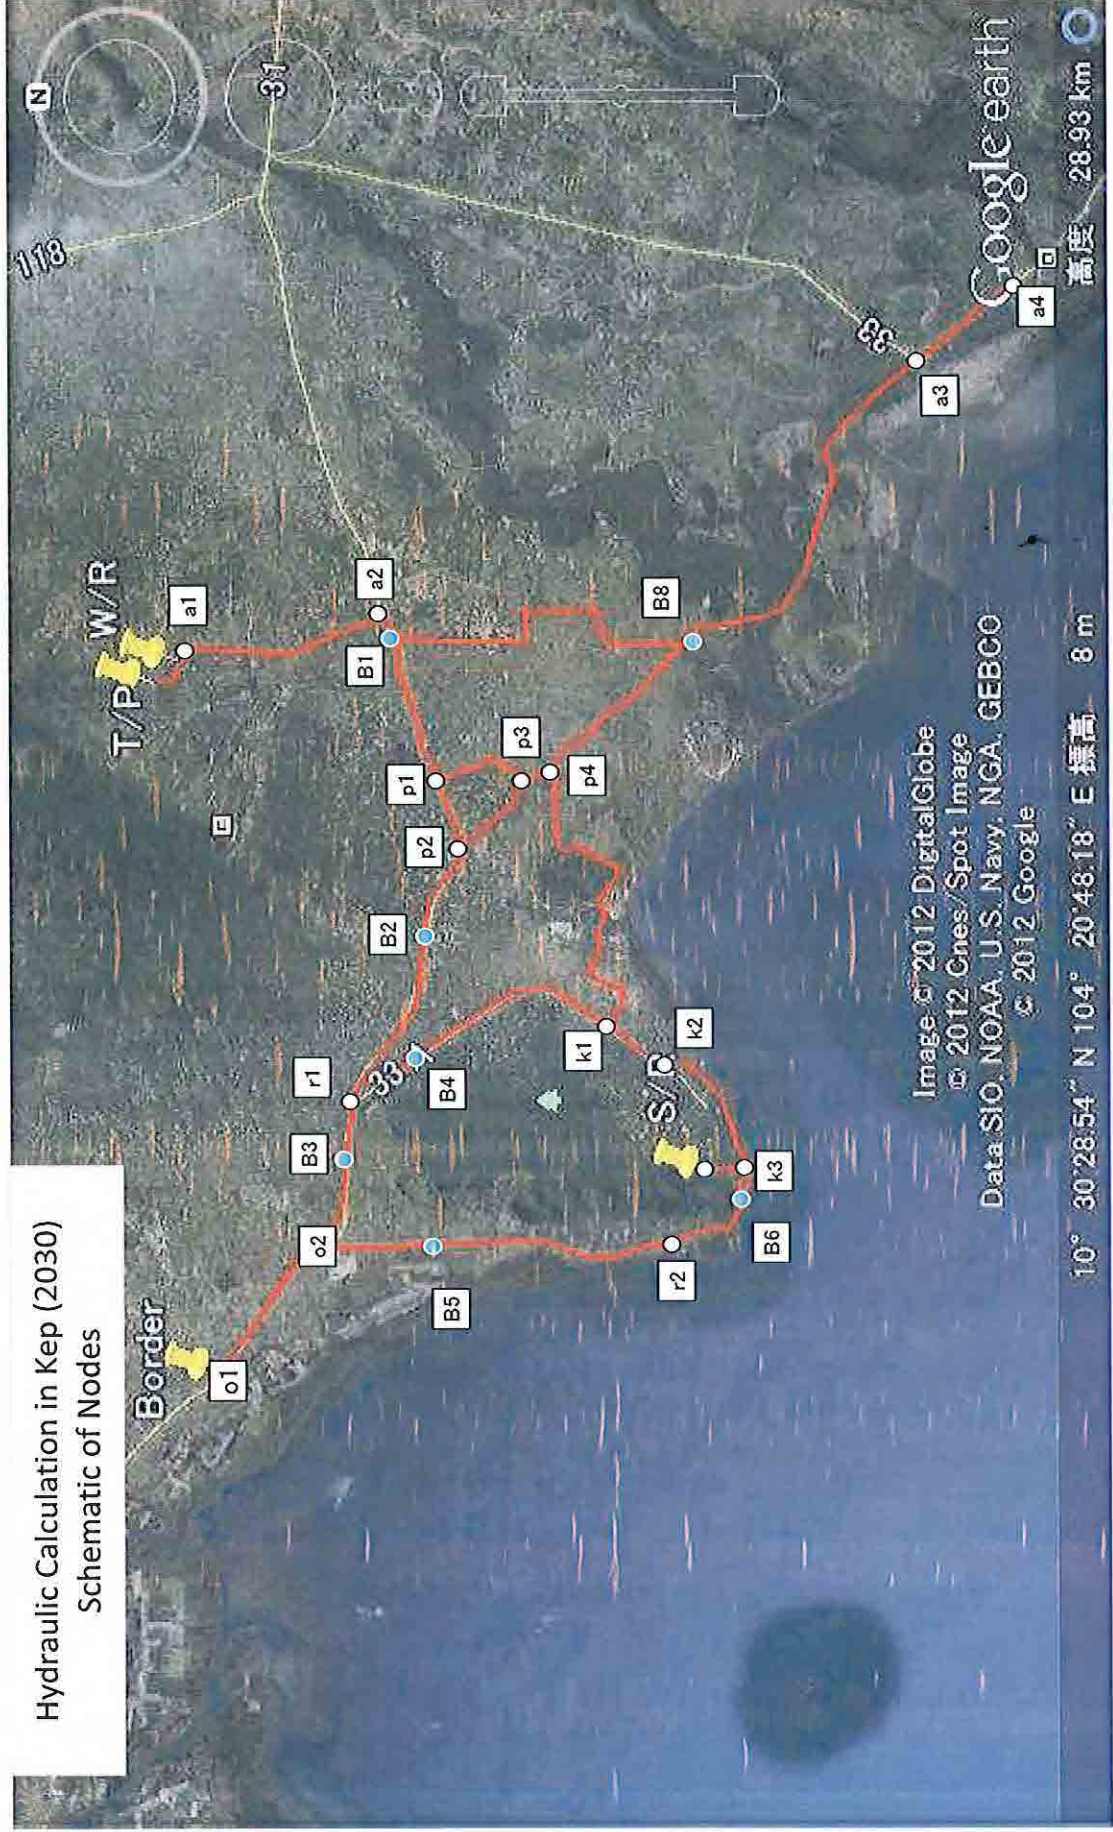 Hydraulic Calculation in Kep (2030)
Schematic of Nodes
Border
o1
o2
B3
r1
B5
B4
r2
B6
k3
S/R
k2
k1
B2
p2
p1
p3
p4
T/P
W/R
a1
a2
B1
B8
a3
a4
N
118
31
33
33
Image © 2012 DigitalGlobe
© 2012 Cnes/Spot Image
Data SIO, NOAA, U.S. Navy, NGA, GEBCO
© 2012 Google
Google earth
10° 30'28.54" N 104° 20'48.18" E 標高 8 m 高度 28.93 km